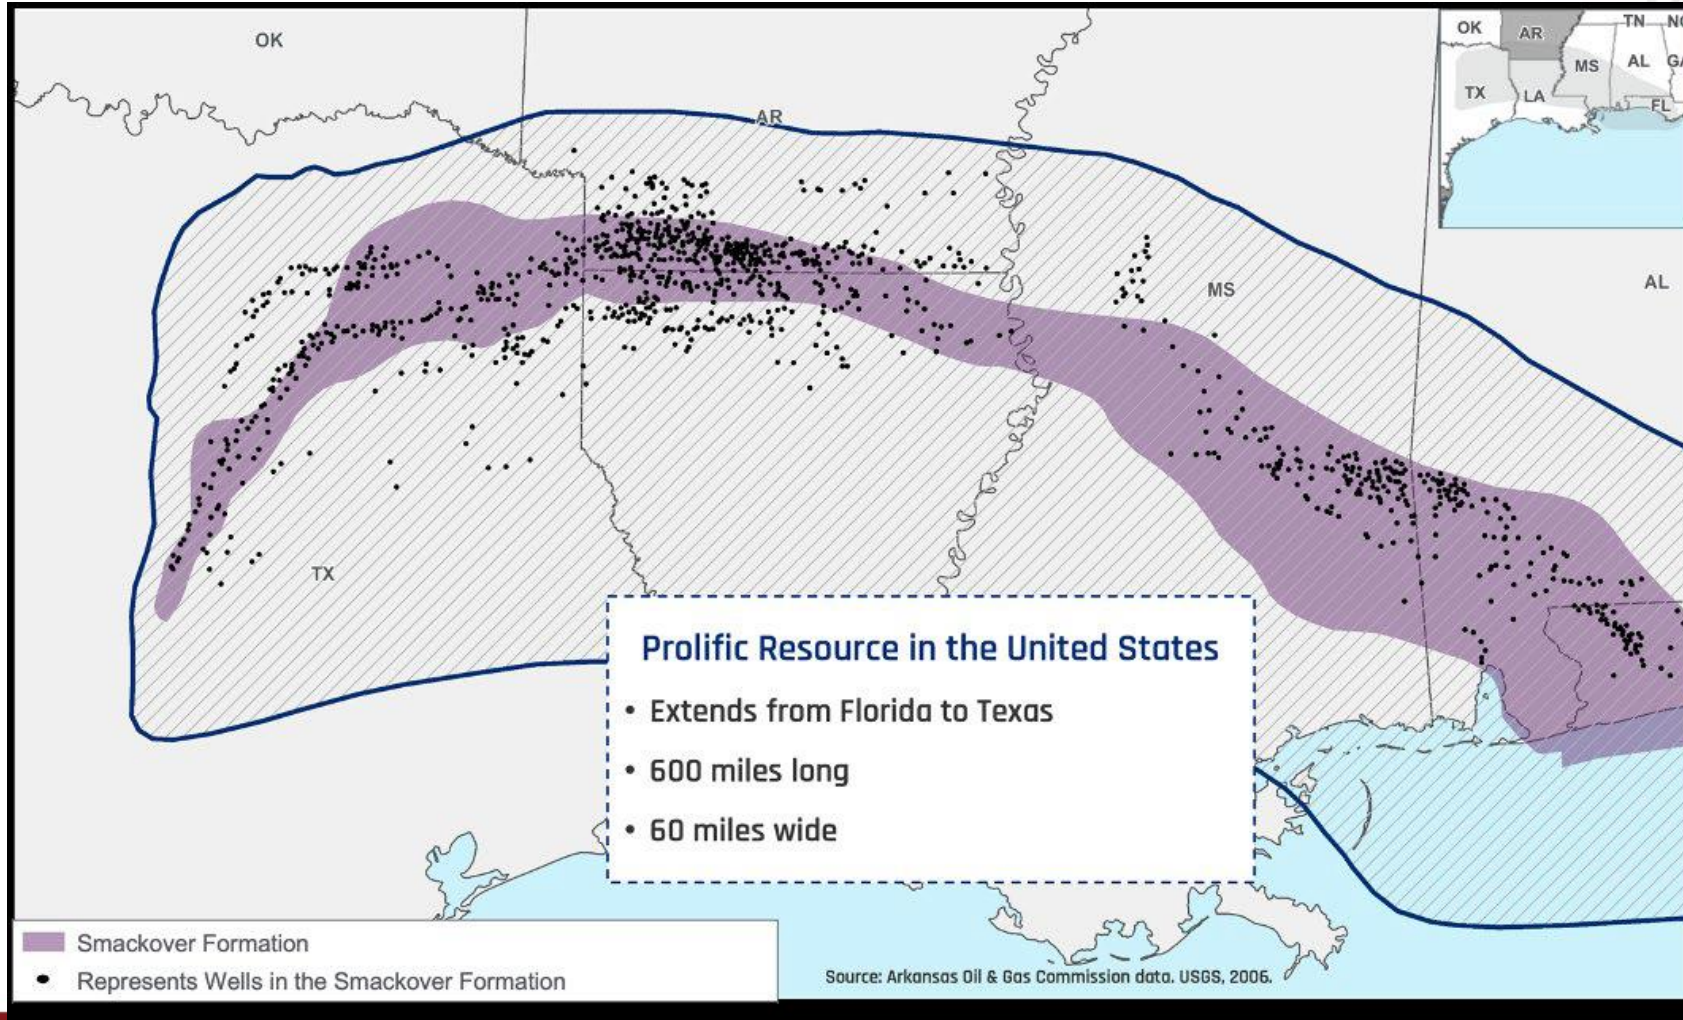 OK
AR
MS
AL
TX
OK
AR
TN
NC
MS
AL
GA
TX
LA
FL
Prolific Resource in the United States
• Extends from Florida to Texas
• 600 miles long
• 60 miles wide
Smackover Formation
Represents Wells in the Smackover Formation
Source: Arkansas Oil & Gas Commission data. USGS, 2006.